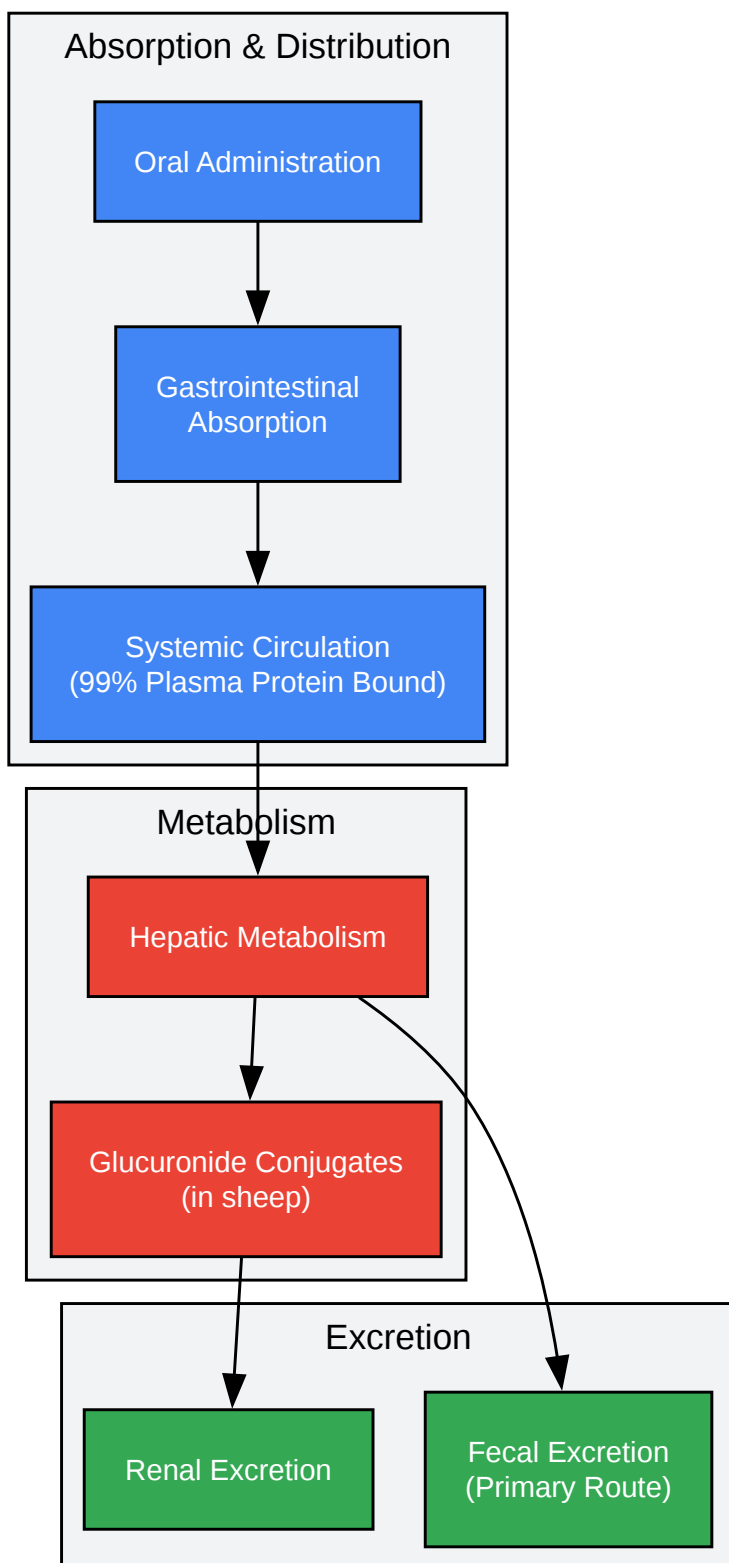 Absorption & Distribution
Oral Administration
Gastrointestinal
Absorption
Systemic Circulation
(99% Plasma Protein Bound)
Metabolism
Hepatic Metabolism
Glucuronide Conjugates
(in sheep)
Excretion
Renal Excretion
Fecal Excretion
(Primary Route)